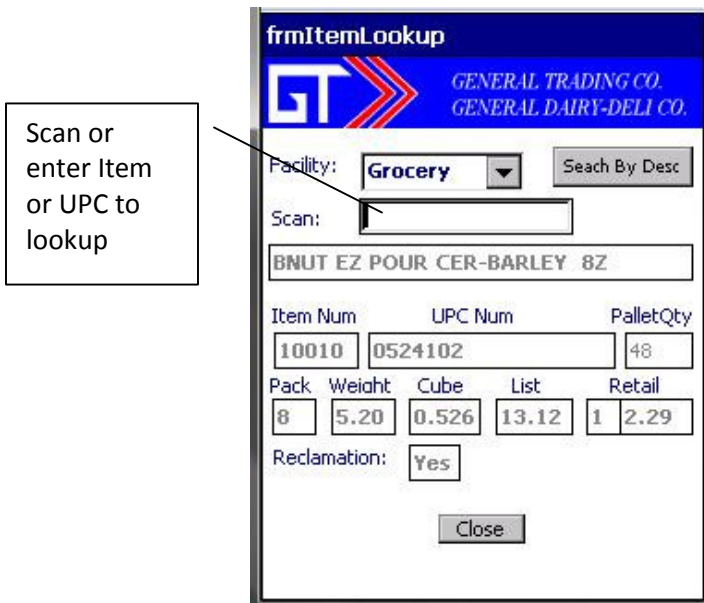 frmItemLookup
GT
GENERAL TRADING CO.
GENERAL DAIRY-DELI CO.
Scan or
enter Item
or UPC to
lookup
Facility: Grocery Seach By Desc
Scan:
BNUT EZ POUR CER-BARLEY 8Z
Item Num UPC Num PalletQty
10010 0524102 48
Pack Weight Cube List Retail
8 5.20 0.526 13.12 1 2.29
Reclamation: Yes
Close